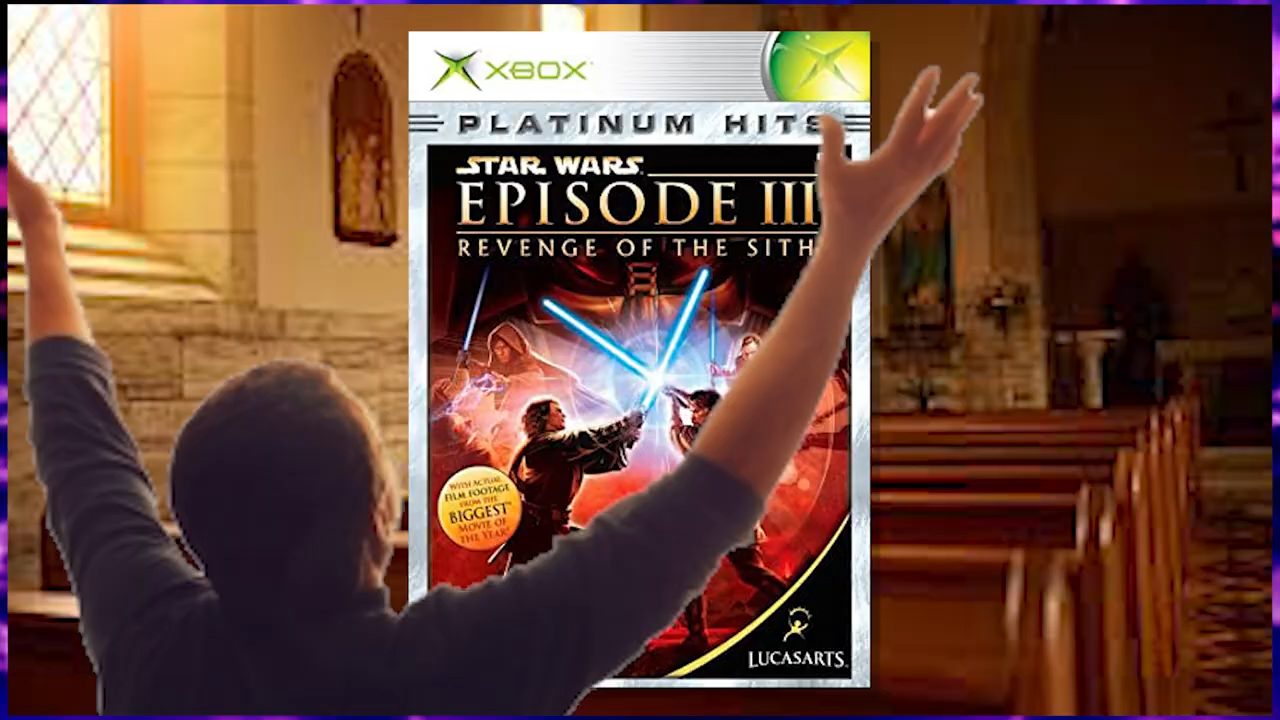 XBOX
PLATINUM HITS
STAR WARS
EPISODE III
REVENGE OF THE SITH
WITH ACTUAL
FILM FOOTAGE
FROM THE
BIGGEST
MOVIE OF
THE YEAR!
LUCASARTS